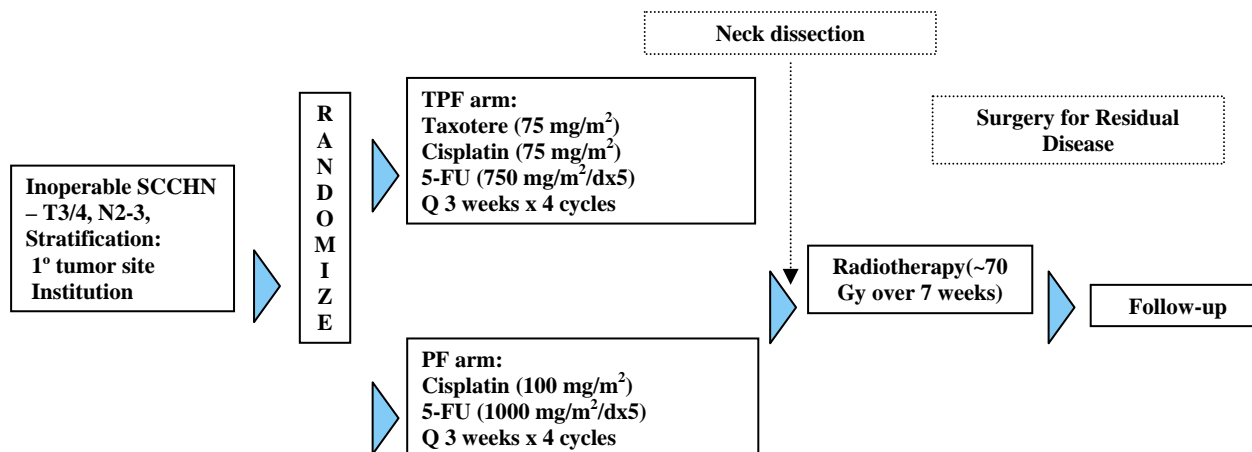 Neck dissection
Surgery for Residual
Disease
Inoperable SCCHN
– T3/4, N2-3,
Stratification:
1º tumor site
Institution
R
A
N
D
O
M
I
Z
E
TPF arm:
Taxotere (75 mg/m²)
Cisplatin (75 mg/m²)
5-FU (750 mg/m²/dx5)
Q 3 weeks x 4 cycles
PF arm:
Cisplatin (100 mg/m²)
5-FU (1000 mg/m²/dx5)
Q 3 weeks x 4 cycles
Radiotherapy(~70
Gy over 7 weeks)
Follow-up